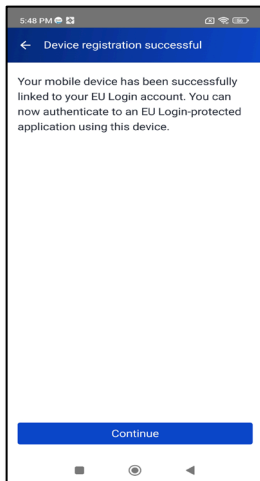 5:48 PM
Device registration successful
Your mobile device has been successfully
linked to your EU Login account. You can
now authenticate to an EU Login-protected
application using this device.
Continue